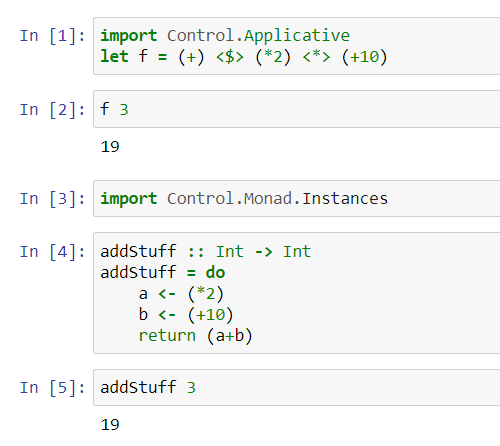 In [1]: import Control.Applicative
let f = (+) <$> (*2) <*> (+10)
In [2]: f 3
19
In [3]: import Control.Monad.Instances
In [4]: addStuff :: Int -> Int
addStuff = do
    a <- (*2)
    b <- (+10)
    return (a+b)
In [5]: addStuff 3
19